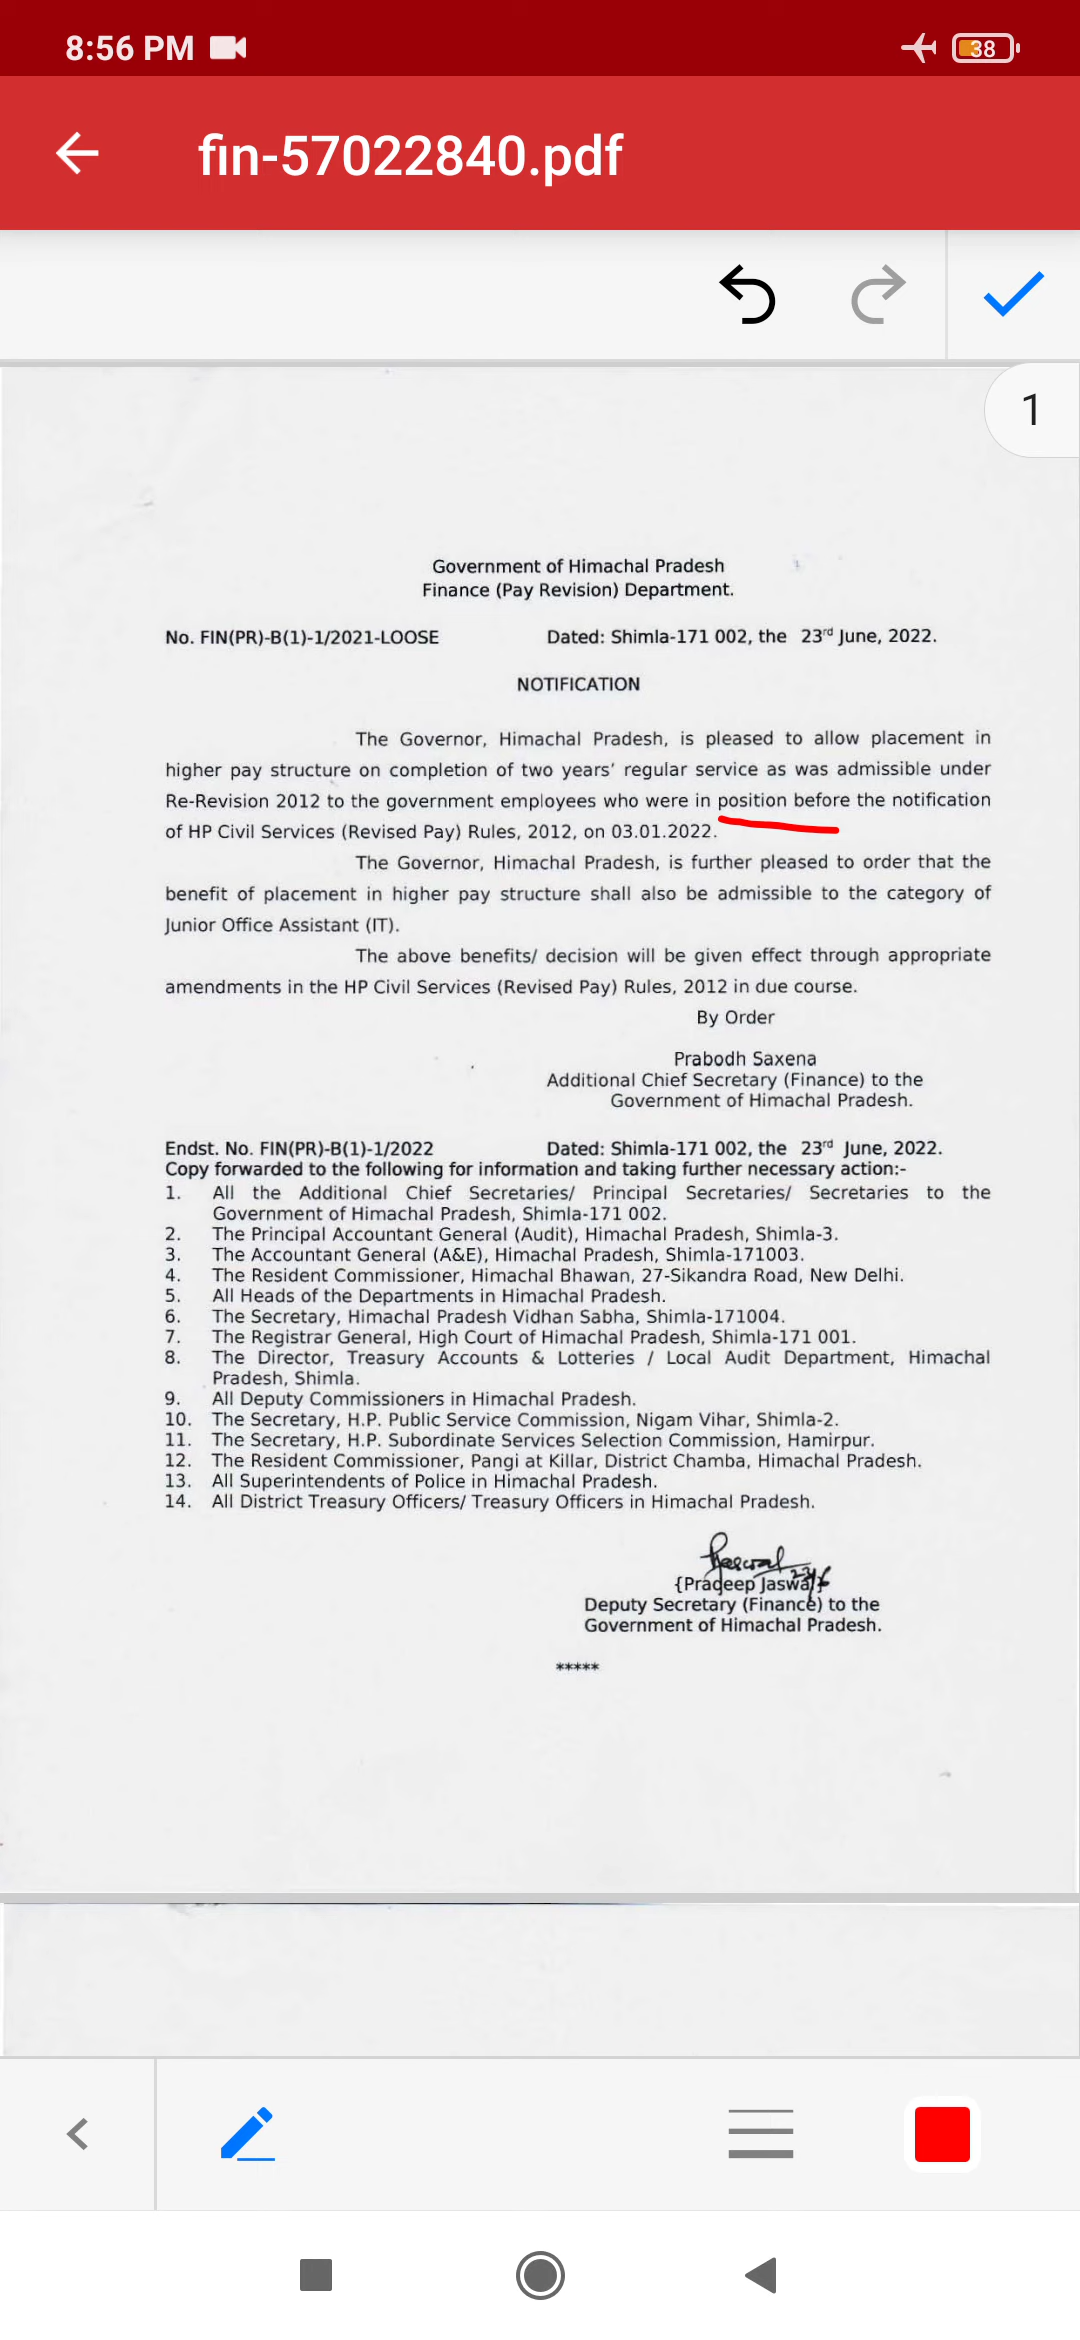 8:56 PM
38
fin-57022840.pdf
1
Government of Himachal Pradesh
Finance (Pay Revision) Department.
No. FIN(PR)-B(1)-1/2021-LOOSE Dated: Shimla-171 002, the 23rd June, 2022.
NOTIFICATION
The Governor, Himachal Pradesh, is pleased to allow placement in
higher pay structure on completion of two years' regular service as was admissible under
Re-Revision 2012 to the government employees who were in position before the notification
of HP Civil Services (Revised Pay) Rules, 2012, on 03.01.2022.
The Governor, Himachal Pradesh, is further pleased to order that the
benefit of placement in higher pay structure shall also be admissible to the category of
Junior Office Assistant (IT).
The above benefits/ decision will be given effect through appropriate
amendments in the HP Civil Services (Revised Pay) Rules, 2012 in due course.
By Order
Prabodh Saxena
Additional Chief Secretary (Finance) to the
Government of Himachal Pradesh.
Endst. No. FIN(PR)-B(1)-1/2022 Dated: Shimla-171 002, the 23rd June, 2022.
Copy forwarded to the following for information and taking further necessary action:-
1. All the Additional Chief Secretaries/ Principal Secretaries/ Secretaries to the
Government of Himachal Pradesh, Shimla-171 002.
2. The Principal Accountant General (Audit), Himachal Pradesh, Shimla-3.
3. The Accountant General (A&E), Himachal Pradesh, Shimla-171003.
4. The Resident Commissioner, Himachal Bhawan, 27-Sikandra Road, New Delhi.
5. All Heads of the Departments in Himachal Pradesh.
6. The Secretary, Himachal Pradesh Vidhan Sabha, Shimla-171004.
7. The Registrar General, High Court of Himachal Pradesh, Shimla-171 001.
8. The Director, Treasury Accounts & Lotteries / Local Audit Department, Himachal
Pradesh, Shimla.
9. All Deputy Commissioners in Himachal Pradesh.
10. The Secretary, H.P. Public Service Commission, Nigam Vihar, Shimla-2.
11. The Secretary, H.P. Subordinate Services Selection Commission, Hamirpur.
12. The Resident Commissioner, Pangi at Killar, District Chamba, Himachal Pradesh.
13. All Superintendents of Police in Himachal Pradesh.
14. All District Treasury Officers/ Treasury Officers in Himachal Pradesh.
{Pradeep Jaswal}
Deputy Secretary (Finance) to the
Government of Himachal Pradesh.
*****